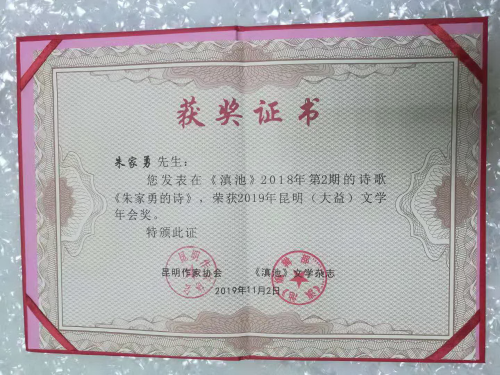 获奖证书
朱家勇先生：
您发表在《滇池》2018年第2期的诗歌
《朱家勇的诗》，荣获2019年昆明（大益）文学
年会奖。
特颁此证
昆明作家协会 《滇池》文学杂志
2019年11月2日